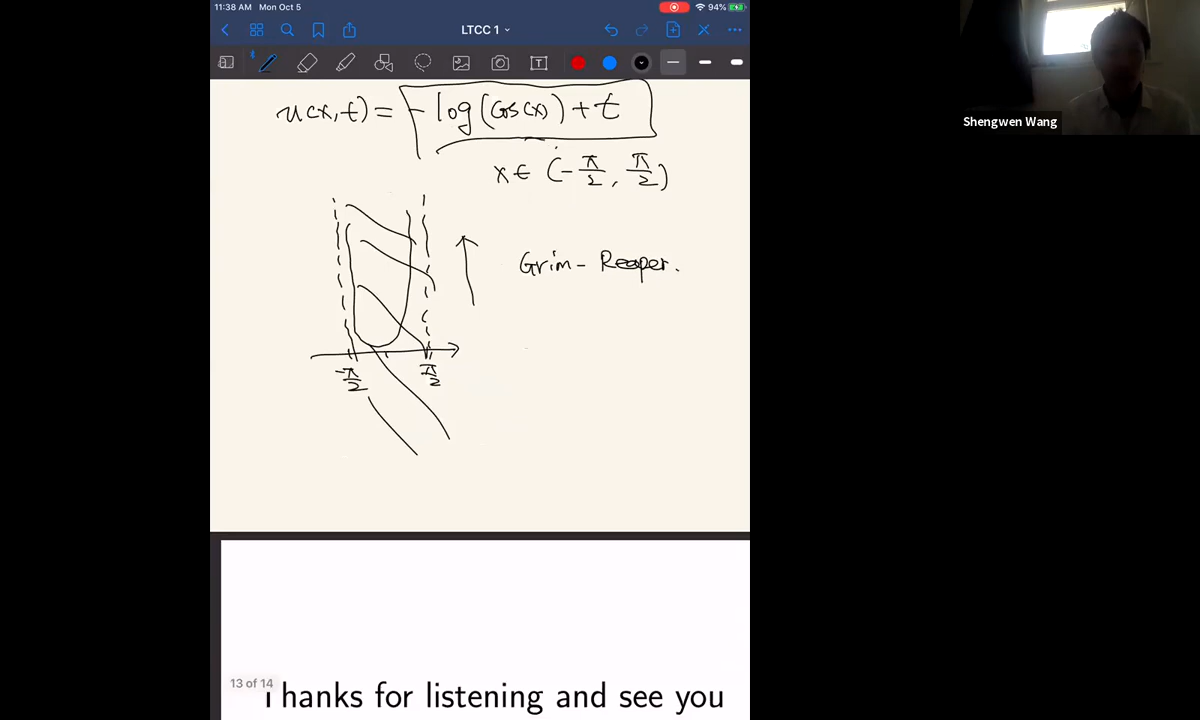 11:38 AM Mon Oct 5
94%
LTCC 1
T
u(x, t) = - log(cos(x)) + t
x ∈ (-π/2, π/2)
Grim - Reaper.
-π/2
π/2
Shengwen Wang
13 of 14
Thanks for listening and see you